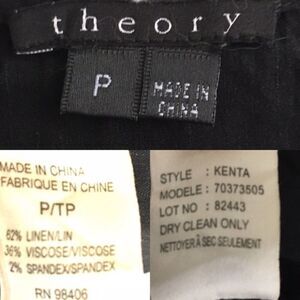 theory
P
MADE IN
CHINA
MADE IN CHINA
FABRIQUE EN CHINE
P/TP
62% LINEN/LIN
36% VISCOSE/VISCOSE
2% SPANDEX/SPANDEX
RN 98406
STYLE : KENTA
MODELE : 70373505
LOT NO : 82443
DRY CLEAN ONLY
NETTOYER À SEC SEULEMENT